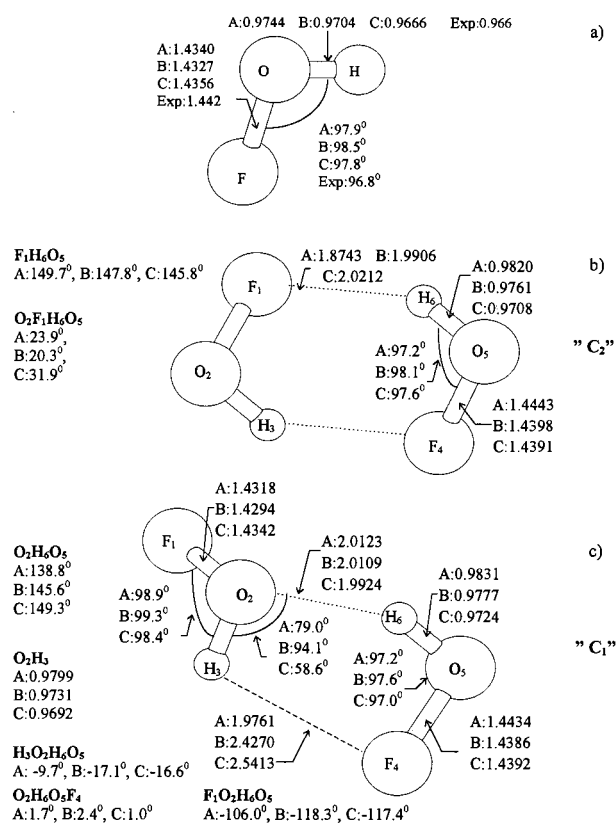 A:0.9744 B:0.9704 C:0.9666 Exp:0.966
a)
A:1.4340
B:1.4327
C:1.4356
Exp:1.442
O
H
F
A:97.9⁰
B:98.5⁰
C:97.8⁰
Exp:96.8⁰
F₁H₆O₅
A:149.7⁰, B:147.8⁰, C:145.8⁰
A:1.8743 B:1.9906
C:2.0212
b)
F₁
H₆
A:0.9820
B:0.9761
C:0.9708
O₂F₁H₆O₅
A:23.9⁰,
B:20.3⁰;
C:31.9⁰
O₂
H₃
A:97.2⁰
B:98.1⁰
C:97.6⁰
O₅
" C₂"
F₄
A:1.4443
B:1.4398
C:1.4391
A:1.4318
B:1.4294
C:1.4342
c)
F₁
O₂
A:2.0123
B:2.0109
C:1.9924
O₂H₆O₅
A:138.8⁰
B:145.6⁰
C:149.3⁰
A:98.9⁰
B:99.3⁰
C:98.4⁰
A:79.0⁰
B:94.1⁰
C:58.6⁰
H₆
A:0.9831
B:0.9777
C:0.9724
H₃
O₂H₃
A:0.9799
B:0.9731
C:0.9692
A:97.2⁰
B:97.6⁰
C:97.0⁰
O₅
" C₁"
A:1.9761
B:2.4270
C:2.5413
F₄
A:1.4434
B:1.4386
C:1.4392
H₃O₂H₆O₅
A: -9.7⁰, B:-17.1⁰, C:-16.6⁰
O₂H₆O₅F₄
A:1.7⁰, B:2.4⁰, C:1.0⁰
F₁O₂H₆O₅
A:-106.0⁰, B:-118.3⁰, C:-117.4⁰